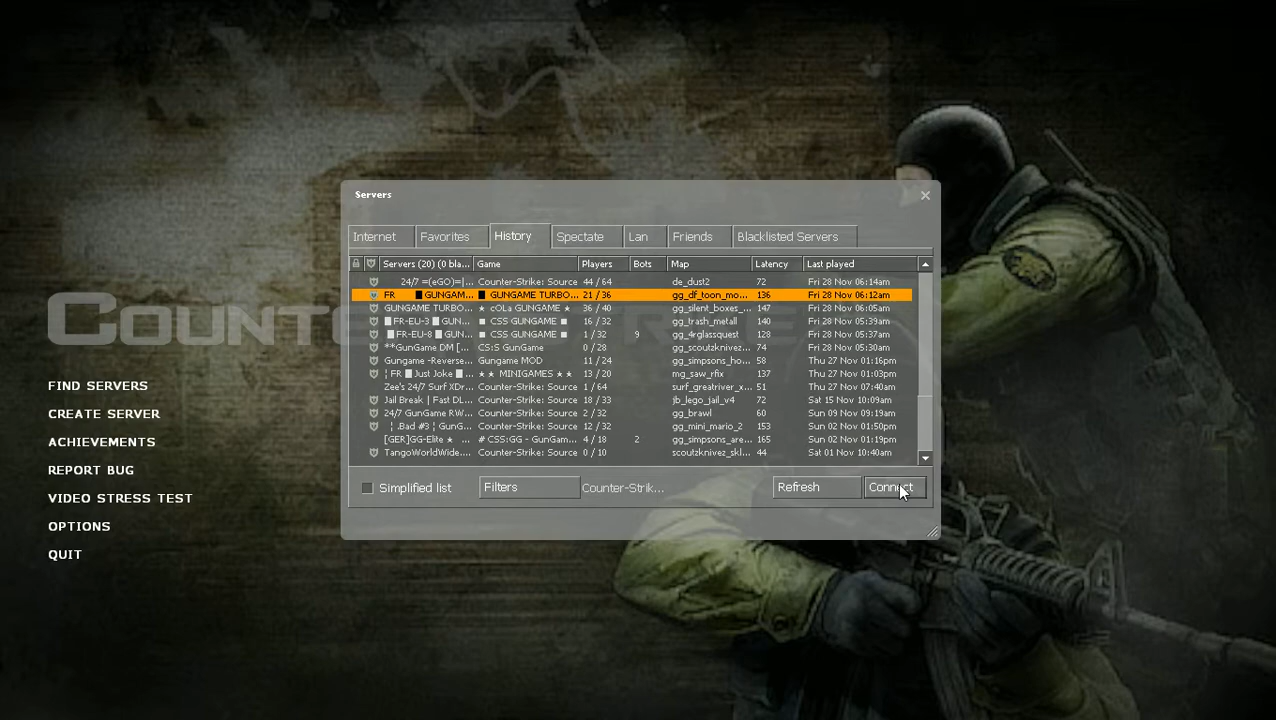 COUNTE
Servers
Internet Favorites History Spectate Lan Friends Blacklisted Servers
Servers (20) (0 bla... Game Players Bots Map Latency Last played
24/7 =(eGO)=|... Counter-Strike: Source 44 / 64 de_dust2 72 Fri 28 Nov 06:14am
FR █ GUNGAM... █ GUNGAME TURBO... 21 / 36 gg_df_toon_mo... 136 Fri 28 Nov 06:12am
GUNGAME TURBO... ★ cOLa GUNGAME ★ 36 / 40 gg_silent_boxes_... 147 Fri 28 Nov 06:05am
█ FR-EU-3 █ GUN... ■ CSS GUNGAME ■ 16 / 32 gg_trash_metall 140 Fri 28 Nov 05:39am
█ FR-EU-8 █ GUN... ■ CSS GUNGAME ■ 1 / 32 9 gg_4rglassquest 128 Fri 28 Nov 05:37am
**GunGame DM [... CS:S GunGame 0 / 28 gg_scoutzknivez... 74 Fri 28 Nov 05:30am
Gungame -Reverse... Gungame MOD 11 / 24 gg_simpsons_ho... 58 Thu 27 Nov 01:16pm
¦ FR █ Just Joke █ ... ★ ★ MINIGAMES ★ ★ 13 / 20 mg_saw_rfix 137 Thu 27 Nov 01:03pm
Zee's 24/7 Surf XDr... Counter-Strike: Source 1 / 64 surf_greatriver_x... 51 Thu 27 Nov 07:40am
Jail Break | Fast DL... Counter-Strike: Source 18 / 33 jb_lego_jail_v4 72 Sat 15 Nov 10:09am
24/7 GunGame RW... Counter-Strike: Source 2 / 32 gg_brawl 60 Sun 09 Nov 09:19am
¦ .Bad #3 ¦ GunG... Counter-Strike: Source 12 / 32 gg_mini_mario_2 153 Sun 02 Nov 01:50pm
[GER]GG-Elite ★ ... # CSS:GG - GunGam... 4 / 18 2 gg_simpsons_are... 165 Sun 02 Nov 01:19pm
TangoWorldWide.... Counter-Strike: Source 0 / 10 scoutzknivez_skl... 44 Sat 01 Nov 10:40am
Simplified list Filters Counter-Strik... Refresh Connect
FIND SERVERS
CREATE SERVER
ACHIEVEMENTS
REPORT BUG
VIDEO STRESS TEST
OPTIONS
QUIT